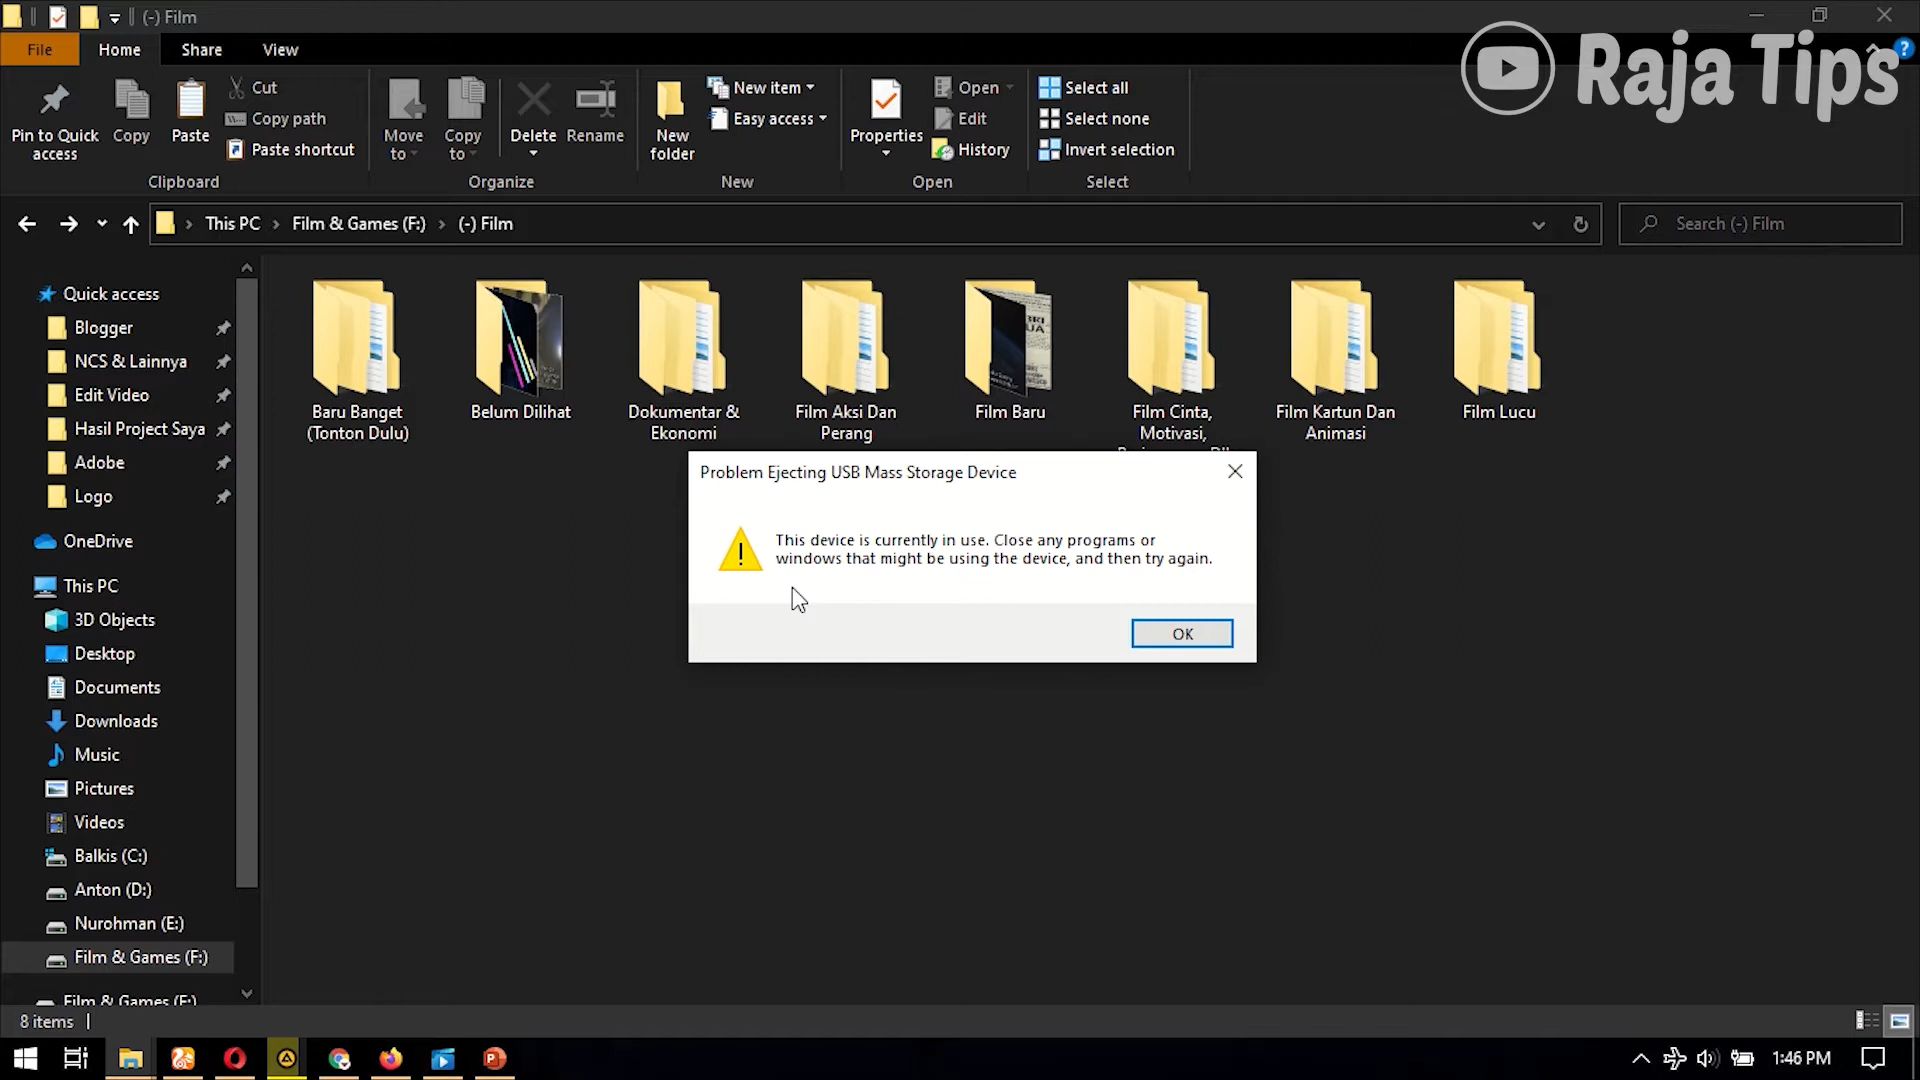 (-) Film
Raja Tips
File
Home
Share
View
Pin to Quick
access
Copy
Paste
Cut
Copy path
Paste shortcut
Clipboard
Move
to
Copy
to
Delete
Rename
Organize
New
folder
New item
Easy access
New
Properties
Open
Edit
History
Open
Select all
Select none
Invert selection
Select
This PC
Film & Games (F:)
(-) Film
Search (-) Film
Quick access
Blogger
NCS & Lainnya
Edit Video
Hasil Project Saya
Adobe
Logo
OneDrive
This PC
3D Objects
Desktop
Documents
Downloads
Music
Pictures
Videos
Balkis (C:)
Anton (D:)
Nurohman (E:)
Film & Games (F:)
Film & Games (F:)
Baru Banget
(Tonton Dulu)
Belum Dilihat
Dokumentar &
Ekonomi
Film Aksi Dan
Perang
Film Baru
Film Cinta,
Motivasi,
Film Kartun Dan
Animasi
Film Lucu
Problem Ejecting USB Mass Storage Device
This device is currently in use. Close any programs or
windows that might be using the device, and then try again.
OK
8 items
1:46 PM